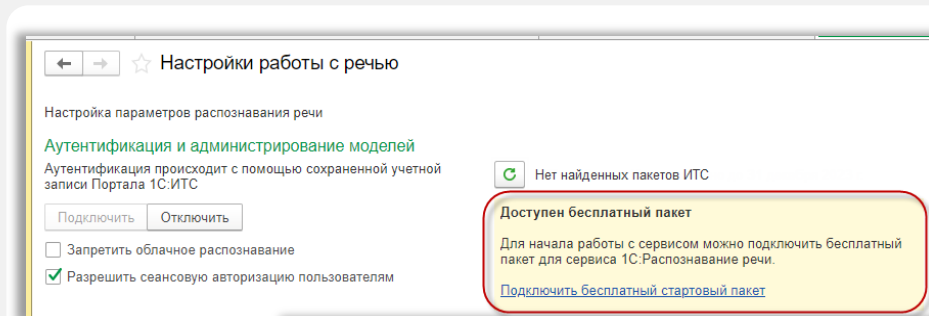 Настройки работы с речью
Настройка параметров распознавания речи
Аутентификация и администрирование моделей
Аутентификация происходит с помощью сохраненной учетной
записи Портала 1С:ИТС
Подключить Отключить
Запретить облачное распознавание
Разрешить сеансовую авторизацию пользователям
Нет найденных пакетов ИТС
Доступен бесплатный пакет
Для начала работы с сервисом можно подключить бесплатный
пакет для сервиса 1С:Распознавание речи.
Подключить бесплатный стартовый пакет